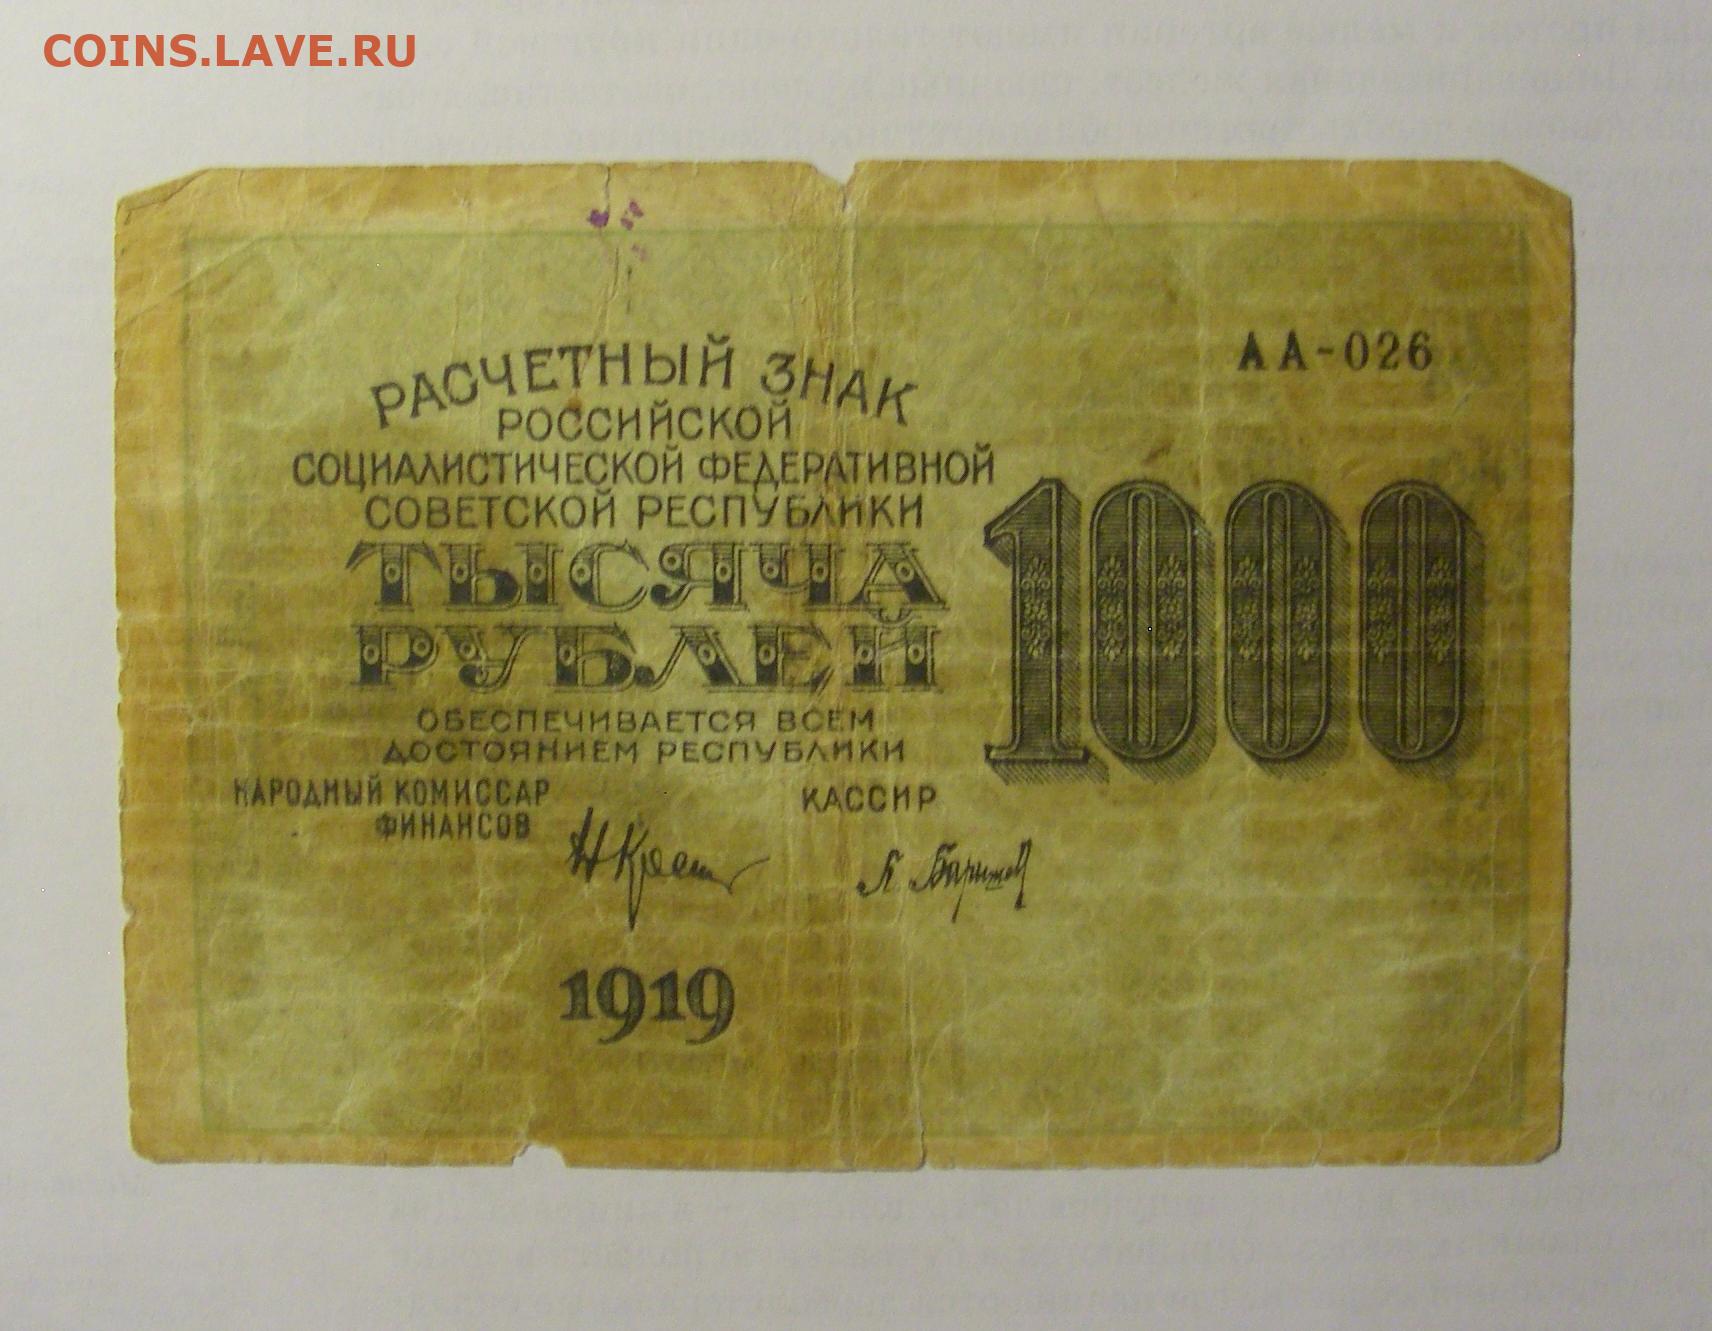 COINS.LAVE.RU
АА-026
РАСЧЕТНЫЙ ЗНАК
РОССИЙСКОЙ
СОЦИАЛИСТИЧЕСКОЙ ФЕДЕРАТИВНОЙ
СОВЕТСКОЙ РЕСПУБЛИКИ
ТЫСЯЧА
РУБЛЕЙ
1000
ОБЕСПЕЧИВАЕТСЯ ВСЕМ
ДОСТОЯНИЕМ РЕСПУБЛИКИ
НАРОДНЫЙ КОМИССАР
ФИНАНСОВ
КАССИР
1919